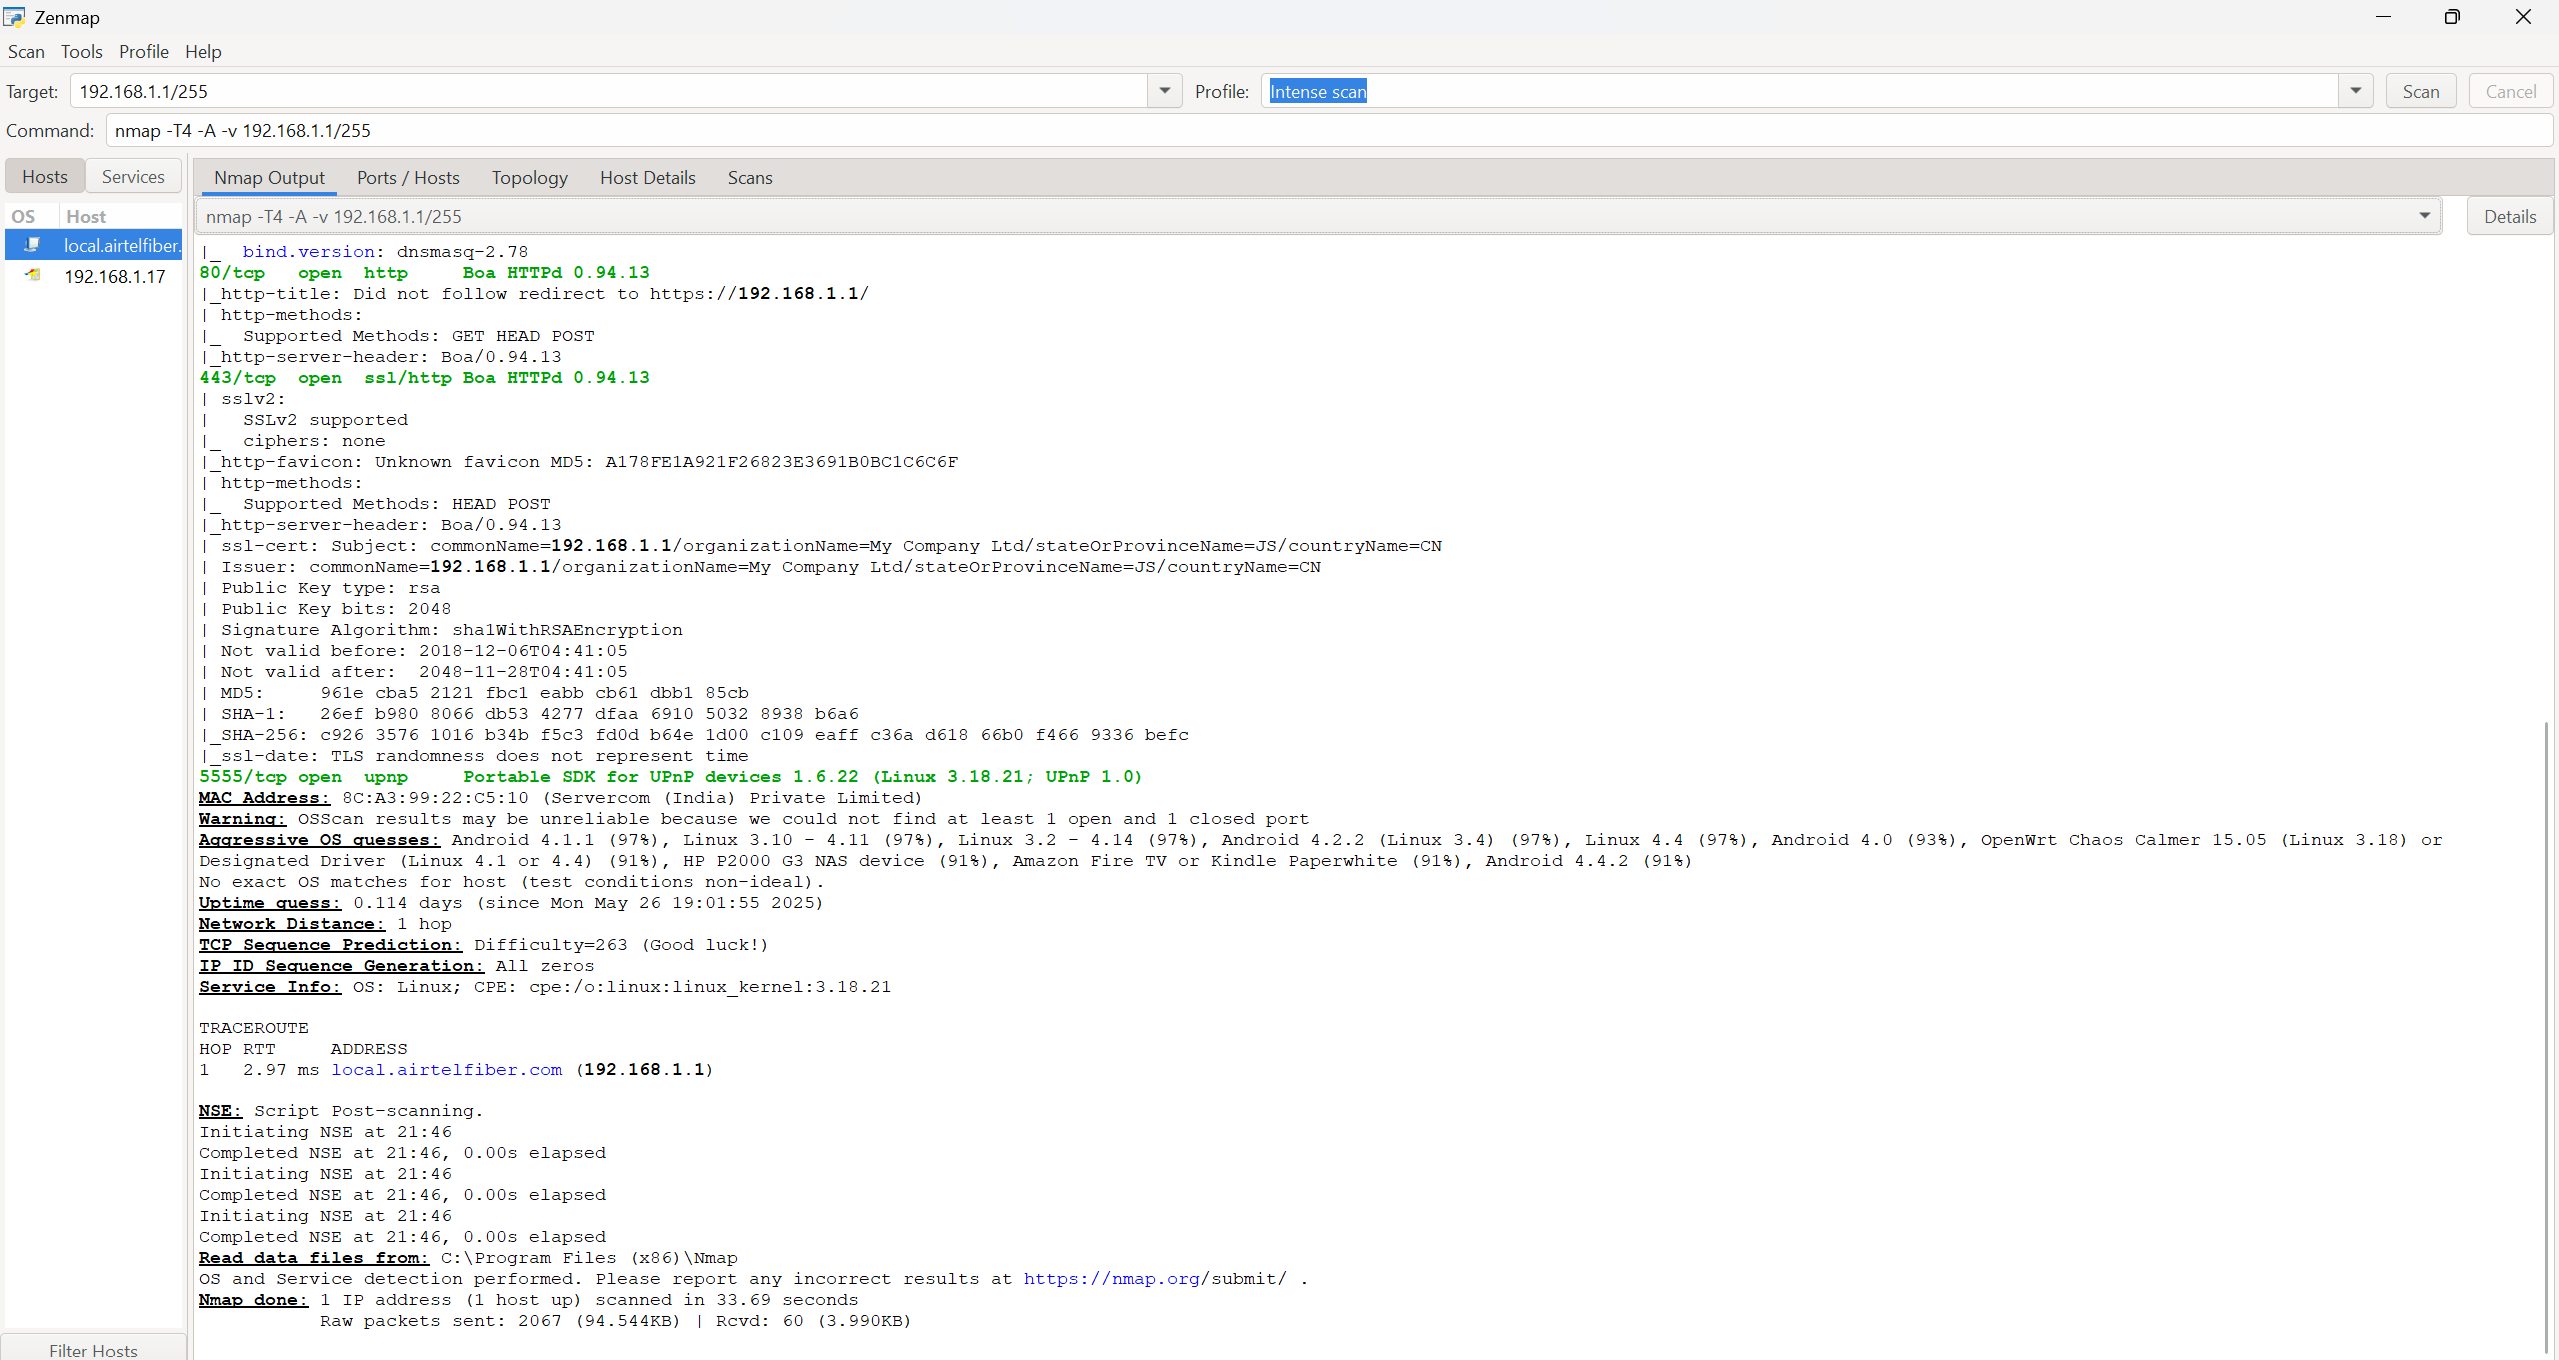 Zenmap
Scan Tools Profile Help
Target: 192.168.1.1/255 Profile: Intense scan Scan Cancel
Command: nmap -T4 -A -v 192.168.1.1/255
Hosts Services
Nmap Output Ports / Hosts Topology Host Details Scans
OS Host
nmap -T4 -A -v 192.168.1.1/255 Details
local.airtelfiber.
192.168.1.17
|_  bind.version: dnsmasq-2.78
80/tcp   open  http     Boa HTTPd 0.94.13
|_http-title: Did not follow redirect to https://192.168.1.1/
| http-methods:
|_  Supported Methods: GET HEAD POST
|_http-server-header: Boa/0.94.13
443/tcp  open  ssl/http Boa HTTPd 0.94.13
| sslv2:
|   SSLv2 supported
|_  ciphers: none
|_http-favicon: Unknown favicon MD5: A178FE1A921F26823E3691B0BC1C6C6F
| http-methods:
|_  Supported Methods: HEAD POST
|_http-server-header: Boa/0.94.13
| ssl-cert: Subject: commonName=192.168.1.1/organizationName=My Company Ltd/stateOrProvinceName=JS/countryName=CN
| Issuer: commonName=192.168.1.1/organizationName=My Company Ltd/stateOrProvinceName=JS/countryName=CN
| Public Key type: rsa
| Public Key bits: 2048
| Signature Algorithm: sha1WithRSAEncryption
| Not valid before: 2018-12-06T04:41:05
| Not valid after:  2048-11-28T04:41:05
| MD5:     961e cba5 2121 fbc1 eabb cb61 dbb1 85cb
| SHA-1:   26ef b980 8066 db53 4277 dfaa 6910 5032 8938 b6a6
|_SHA-256: c926 3576 1016 b34b f5c3 fd0d b64e 1d00 c109 eaff c36a d618 66b0 f466 9336 befc
|_ssl-date: TLS randomness does not represent time
5555/tcp open  upnp     Portable SDK for UPnP devices 1.6.22 (Linux 3.18.21; UPnP 1.0)
MAC Address: 8C:A3:99:22:C5:10 (Servercom (India) Private Limited)
Warning: OSScan results may be unreliable because we could not find at least 1 open and 1 closed port
Aggressive OS guesses: Android 4.1.1 (97%), Linux 3.10 - 4.11 (97%), Linux 3.2 - 4.14 (97%), Android 4.2.2 (Linux 3.4) (97%), Linux 4.4 (97%), Android 4.0 (93%), OpenWrt Chaos Calmer 15.05 (Linux 3.18) or
Designated Driver (Linux 4.1 or 4.4) (91%), HP P2000 G3 NAS device (91%), Amazon Fire TV or Kindle Paperwhite (91%), Android 4.4.2 (91%)
No exact OS matches for host (test conditions non-ideal).
Uptime guess: 0.114 days (since Mon May 26 19:01:55 2025)
Network Distance: 1 hop
TCP Sequence Prediction: Difficulty=263 (Good luck!)
IP ID Sequence Generation: All zeros
Service Info: OS: Linux; CPE: cpe:/o:linux:linux_kernel:3.18.21
TRACEROUTE
HOP RTT     ADDRESS
1   2.97 ms local.airtelfiber.com (192.168.1.1)
NSE: Script Post-scanning.
Initiating NSE at 21:46
Completed NSE at 21:46, 0.00s elapsed
Initiating NSE at 21:46
Completed NSE at 21:46, 0.00s elapsed
Initiating NSE at 21:46
Completed NSE at 21:46, 0.00s elapsed
Read data files from: C:\Program Files (x86)\Nmap
OS and Service detection performed. Please report any incorrect results at https://nmap.org/submit/ .
Nmap done: 1 IP address (1 host up) scanned in 33.69 seconds
Raw packets sent: 2067 (94.544KB) | Rcvd: 60 (3.990KB)
Filter Hosts